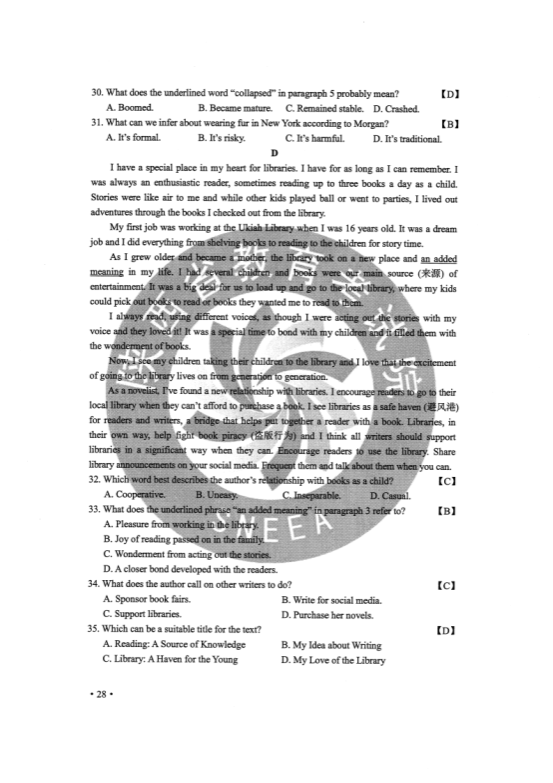 30. What does the underlined word “collapsed” in paragraph 5 probably mean? 【D】
A. Boomed. B. Became mature. C. Remained stable. D. Crashed.
31. What can we infer about wearing fur in New York according to Morgan? 【B】
A. It's formal. B. It's risky. C. It's harmful. D. It's traditional.
D
I have a special place in my heart for libraries. I have for as long as I can remember. I
was always an enthusiastic reader, sometimes reading up to three books a day as a child.
Stories were like air to me and while other kids played ball or went to parties, I lived out
adventures through the books I checked out from the library.
My first job was working at the Ukiah Library when I was 16 years old. It was a dream
job and I did everything from shelving books to reading to the children for story time.
As I grew older and became a mother, the library took on a new place and an added
meaning in my life. I had several children and books were our main source (来源) of
entertainment. It was a big deal for us to load up and go to the local library, where my kids
could pick out books to read or books they wanted me to read to them.
I always read, using different voices, as though I were acting out the stories with my
voice and they loved it! It was a special time to bond with my children and it filled them with
the wonderment of books.
Now, I see my children taking their children to the library and I love that the excitement
of going to the library lives on from generation to generation.
As a novelist, I've found a new relationship with libraries. I encourage readers to go to their
local library when they can't afford to purchase a book. I see libraries as a safe haven (避风港)
for readers and writers, a bridge that helps put together a reader with a book. Libraries, in
their own way, help fight book piracy (盗版行为) and I think all writers should support
libraries in a significant way when they can. Encourage readers to use the library. Share
library announcements on your social media. Frequent them and talk about them when you can.
32. Which word best describes the author's relationship with books as a child? 【C】
A. Cooperative. B. Uneasy. C. Inseparable. D. Casual.
33. What does the underlined phrase “an added meaning” in paragraph 3 refer to? 【B】
A. Pleasure from working in the library.
B. Joy of reading passed on in the family.
C. Wonderment from acting out the stories.
D. A closer bond developed with the readers.
34. What does the author call on other writers to do? 【C】
A. Sponsor book fairs. B. Write for social media.
C. Support libraries. D. Purchase her novels.
35. Which can be a suitable title for the text? 【D】
A. Reading: A Source of Knowledge B. My Idea about Writing
C. Library: A Haven for the Young D. My Love of the Library
• 28 •